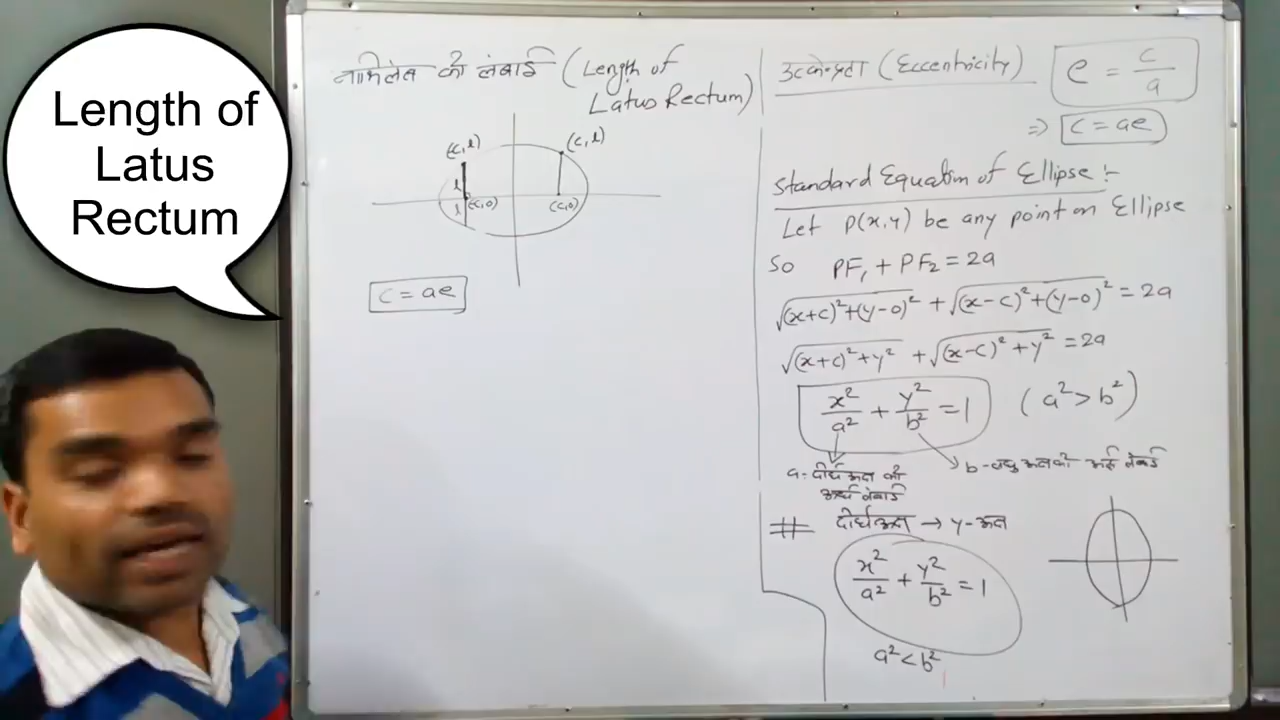 Length of
Latus
Rectum
नाभिलंब की लंबाई (Length of
Latus Rectum)
(c, l)
(c, l)
l
l
(c,0)
(c,0)
c = ae
उत्केन्द्रता (Eccentricity)
e = c/a
⇒ c = ae
Standard Equation of Ellipse :-
Let P(x,y) be any point on Ellipse
So PF₁ + PF₂ = 2a
√(x+c)²+(y-0)² + √(x-c)²+(y-0)² = 2a
√(x+c)²+y² + √(x-c)²+y² = 2a
x²/a² + y²/b² = 1 (a² > b²)
a-दीर्घ अक्ष की
अर्ध लंबाई
b-लघु अक्ष की अर्ध लंबाई
# दीर्घ अक्ष → y-अक्ष
x²/a² + y²/b² = 1
a² < b²